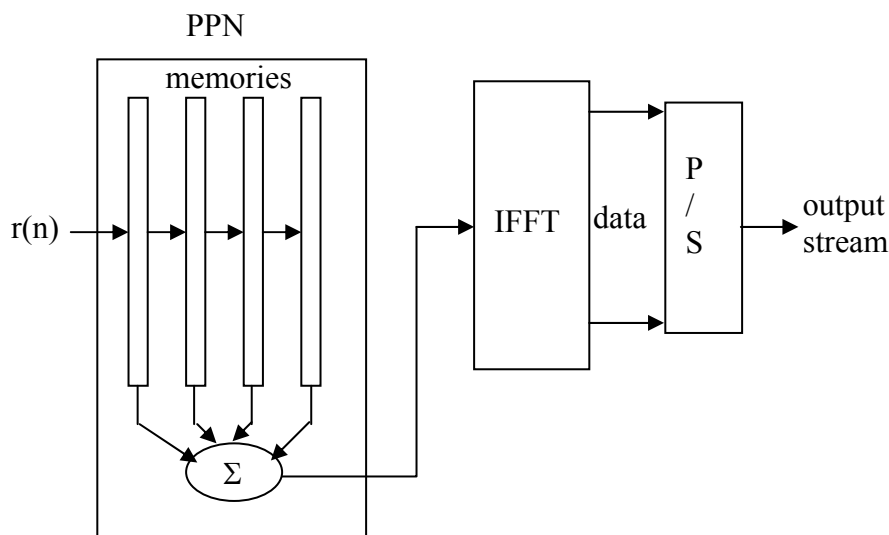 PPN
memories
r(n)
Σ
IFFT
data
P
/
S
output
stream